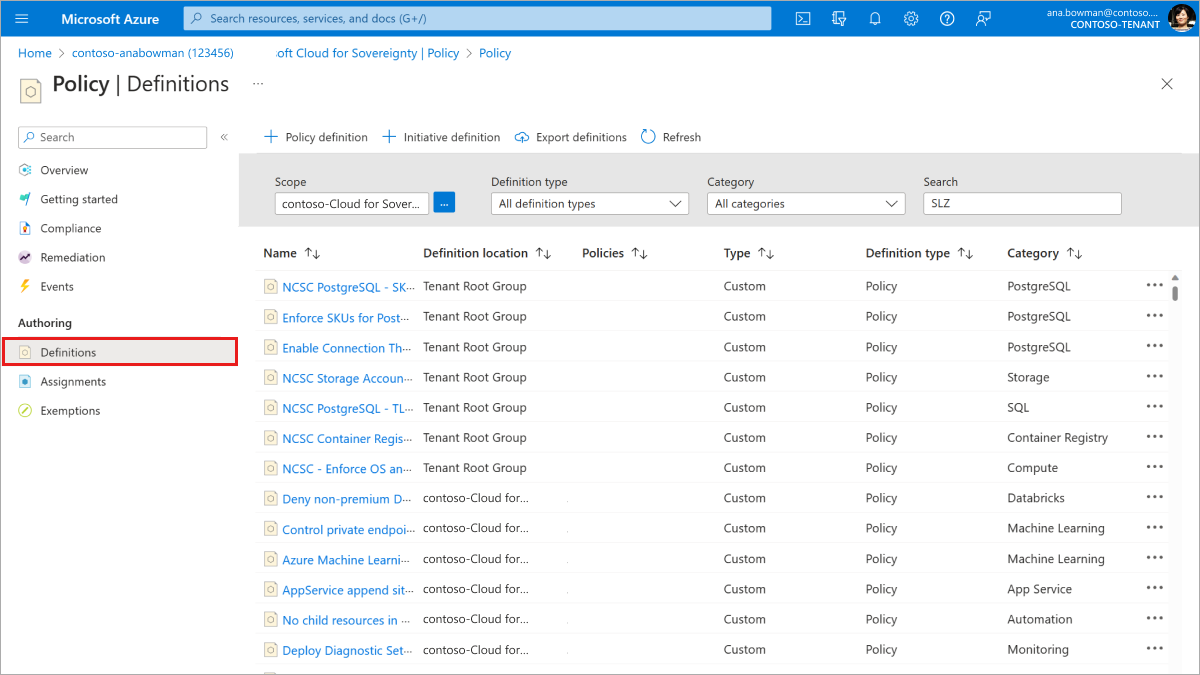 Microsoft Azure
Search resources, services, and docs (G+/)
ana.bowman@contoso....
CONTOSO-TENANT
Home > contoso-anabowman (123456) oft Cloud for Sovereignty | Policy > Policy
Policy | Definitions ...
Search
Overview
Getting started
Compliance
Remediation
Events
Authoring
Definitions
Assignments
Exemptions
+ Policy definition + Initiative definition Export definitions Refresh
Scope Definition type Category Search
contoso-Cloud for Sover... ... All definition types All categories SLZ
Name ↑↓ Definition location ↑↓ Policies ↑↓ Type ↑↓ Definition type ↑↓ Category ↑↓
NCSC PostgreSQL - SK... Tenant Root Group Custom Policy PostgreSQL ...
Enforce SKUs for Post... Tenant Root Group Custom Policy PostgreSQL ...
Enable Connection Th... Tenant Root Group Custom Policy PostgreSQL ...
NCSC Storage Accoun... Tenant Root Group Custom Policy Storage ...
NCSC PostgreSQL - TL... Tenant Root Group Custom Policy SQL ...
NCSC Container Regis... Tenant Root Group Custom Policy Container Registry ...
NCSC - Enforce OS an... Tenant Root Group Custom Policy Compute ...
Deny non-premium D... contoso-Cloud for... Custom Policy Databricks ...
Control private endpoi... contoso-Cloud for... Custom Policy Machine Learning ...
Azure Machine Learni... contoso-Cloud for... Custom Policy Machine Learning ...
AppService append sit... contoso-Cloud for... Custom Policy App Service ...
No child resources in ... contoso-Cloud for... Custom Policy Automation ...
Deploy Diagnostic Set... contoso-Cloud for... Custom Policy Monitoring ...